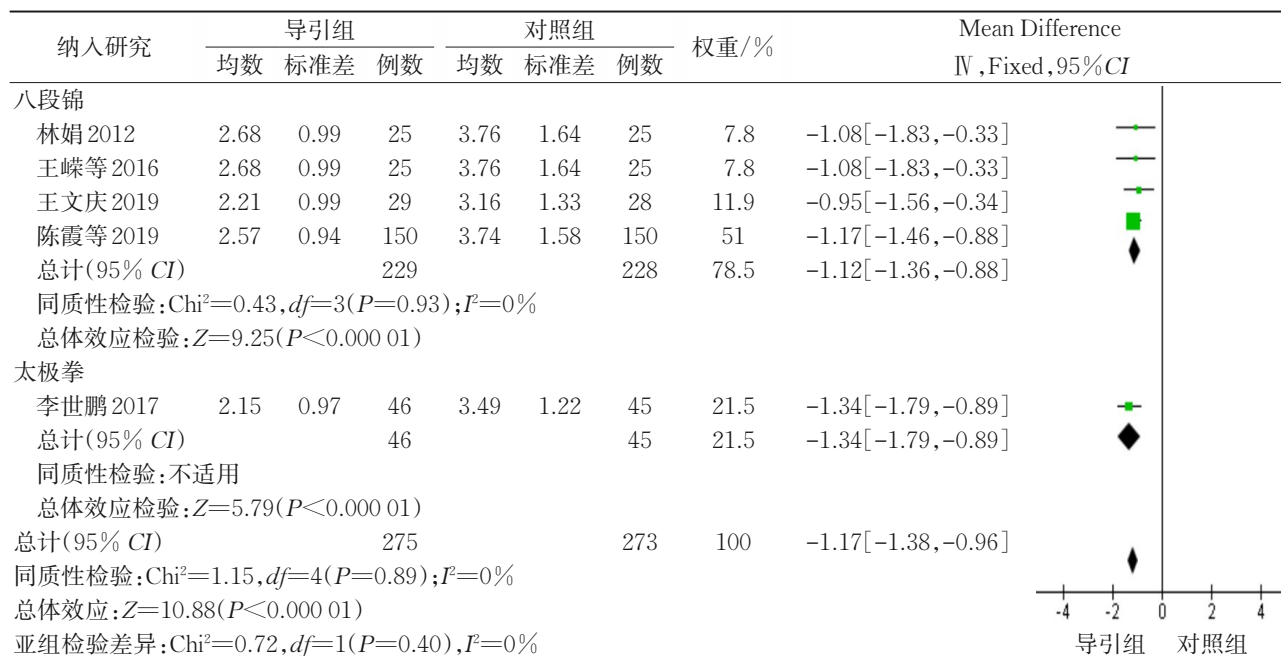 纳入研究 导引组 对照组 权重/% Mean Difference
均数 标准差 例数 均数 标准差 例数 Ⅳ,Fixed,95%CI
八段锦
林娟2012 2.68 0.99 25 3.76 1.64 25 7.8 -1.08[-1.83,-0.33]
王嵘等2016 2.68 0.99 25 3.76 1.64 25 7.8 -1.08[-1.83,-0.33]
王文庆2019 2.21 0.99 29 3.16 1.33 28 11.9 -0.95[-1.56,-0.34]
陈霞等2019 2.57 0.94 150 3.74 1.58 150 51 -1.17[-1.46,-0.88]
总计(95% CI) 229 228 78.5 -1.12[-1.36,-0.88]
同质性检验:Chi²=0.43,df=3(P=0.93);I²=0%
总体效应检验:Z=9.25(P<0.000 01)
太极拳
李世鹏2017 2.15 0.97 46 3.49 1.22 45 21.5 -1.34[-1.79,-0.89]
总计(95% CI) 46 45 21.5 -1.34[-1.79,-0.89]
同质性检验:不适用
总体效应检验:Z=5.79(P<0.000 01)
总计(95% CI) 275 273 100 -1.17[-1.38,-0.96]
同质性检验:Chi²=1.15,df=4(P=0.89);I²=0%
总体效应:Z=10.88(P<0.000 01)
亚组检验差异:Chi²=0.72,df=1(P=0.40),I²=0%
-4 -2 0 2 4
导引组 对照组